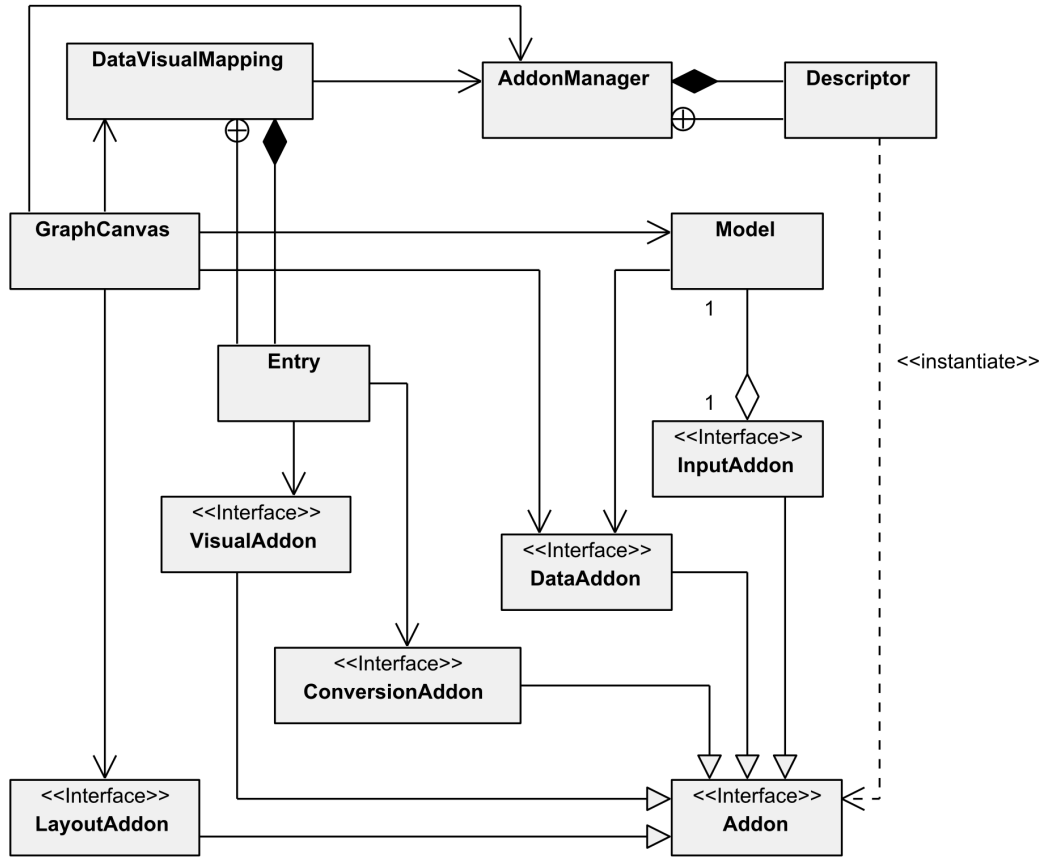 DataVisualMapping
AddonManager
Descriptor
GraphCanvas
Model
1
<<instantiate>>
Entry
1
<<Interface>>
InputAddon
<<Interface>>
VisualAddon
<<Interface>>
DataAddon
<<Interface>>
ConversionAddon
<<Interface>>
LayoutAddon
<<Interface>>
Addon